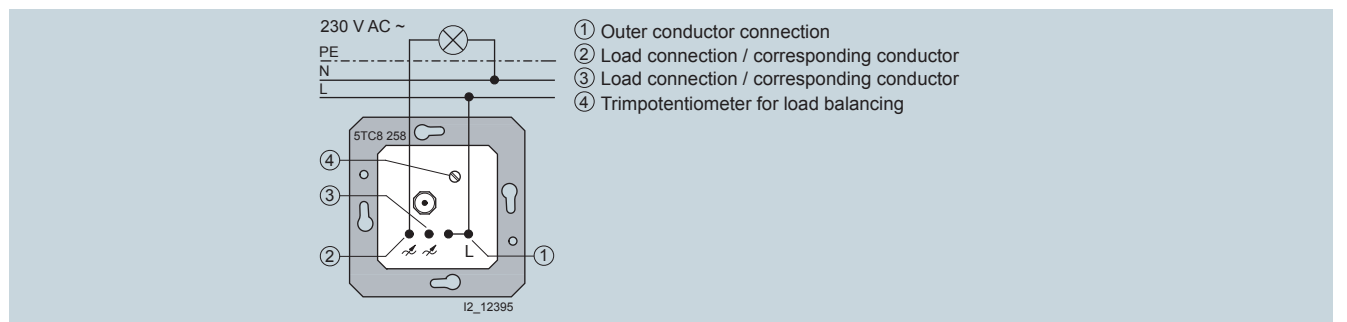 230 V AC ~
PE
N
L
5TC8 258
④
③
②
L
①
I2_12395
① Outer conductor connection
② Load connection / corresponding conductor
③ Load connection / corresponding conductor
④ Trimpotentiometer for load balancing